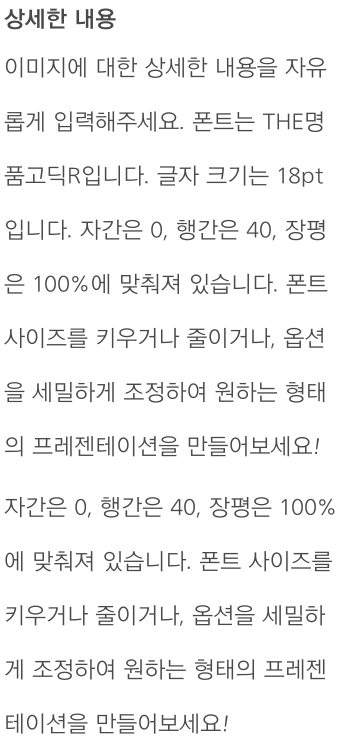 상세한 내용
이미지에 대한 상세한 내용을 자유
롭게 입력해주세요. 폰트는 THE명
품고딕R입니다. 글자 크기는 18pt
입니다. 자간은 0, 행간은 40, 장평
은 100%에 맞춰져 있습니다. 폰트
사이즈를 키우거나 줄이거나, 옵션
을 세밀하게 조정하여 원하는 형태
의 프레젠테이션을 만들어보세요!
자간은 0, 행간은 40, 장평은 100%
에 맞춰져 있습니다. 폰트 사이즈를
키우거나 줄이거나, 옵션을 세밀하
게 조정하여 원하는 형태의 프레젠
테이션을 만들어보세요!